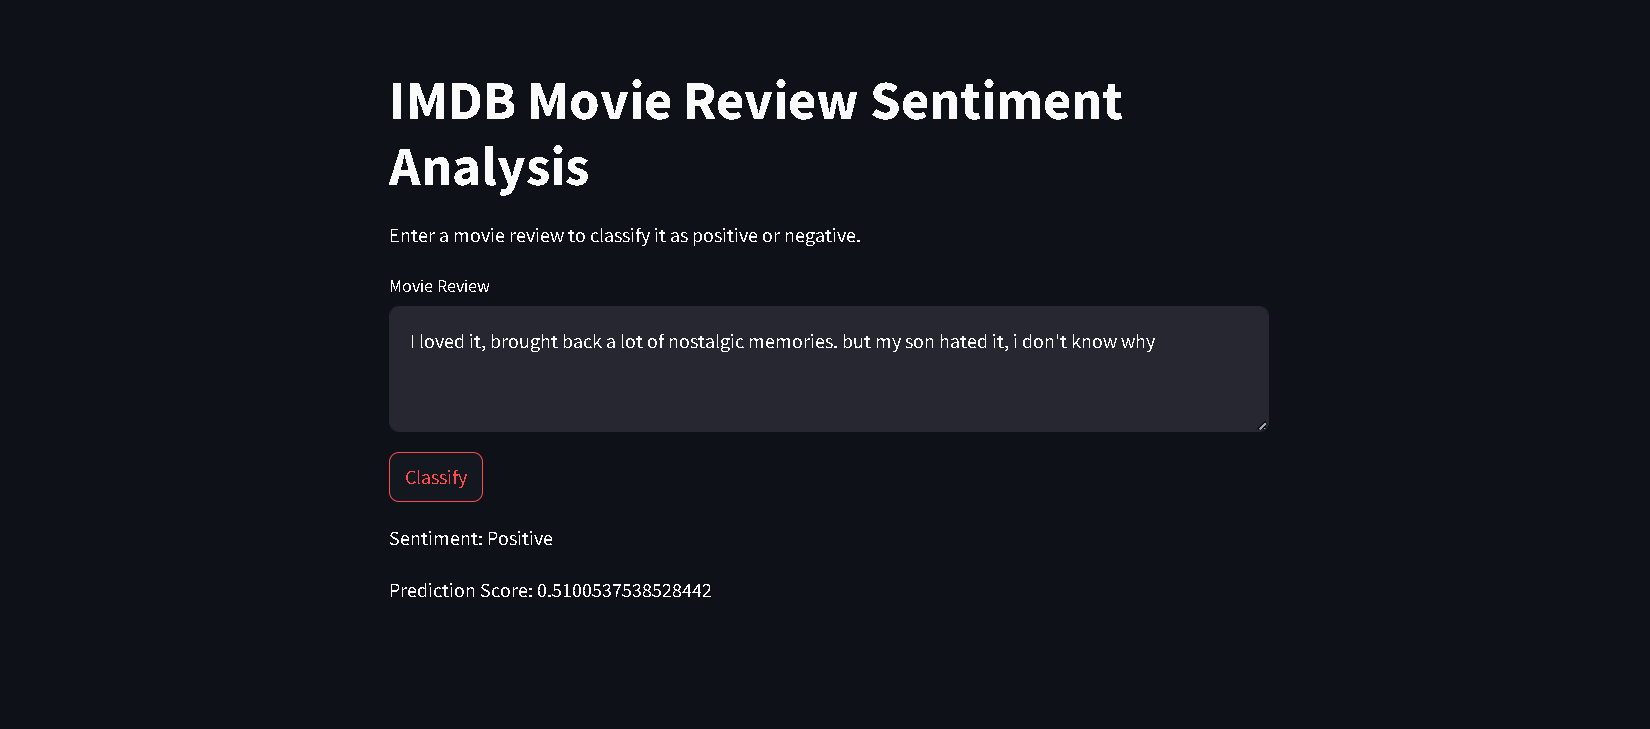 IMDB Movie Review Sentiment
Analysis
Enter a movie review to classify it as positive or negative.
Movie Review
I loved it, brought back a lot of nostalgic memories. but my son hated it, i don't know why
Classify
Sentiment: Positive
Prediction Score: 0.5100537538528442